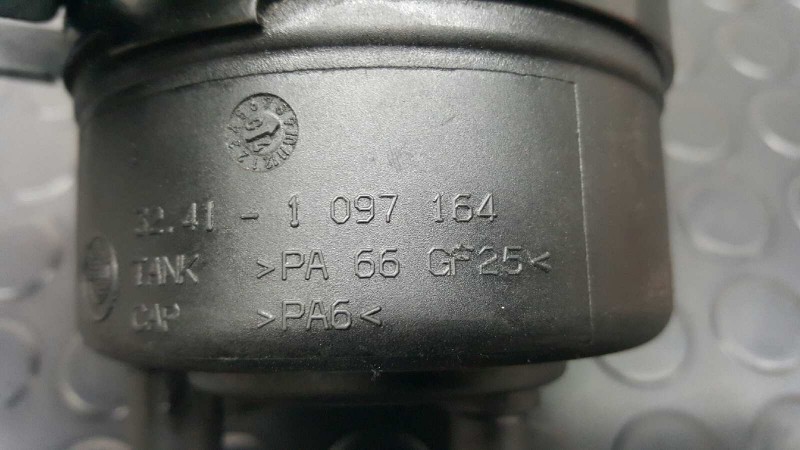 32.41 - 1 097 164
TANK >PA 66 GF25<
CAP >PA6<